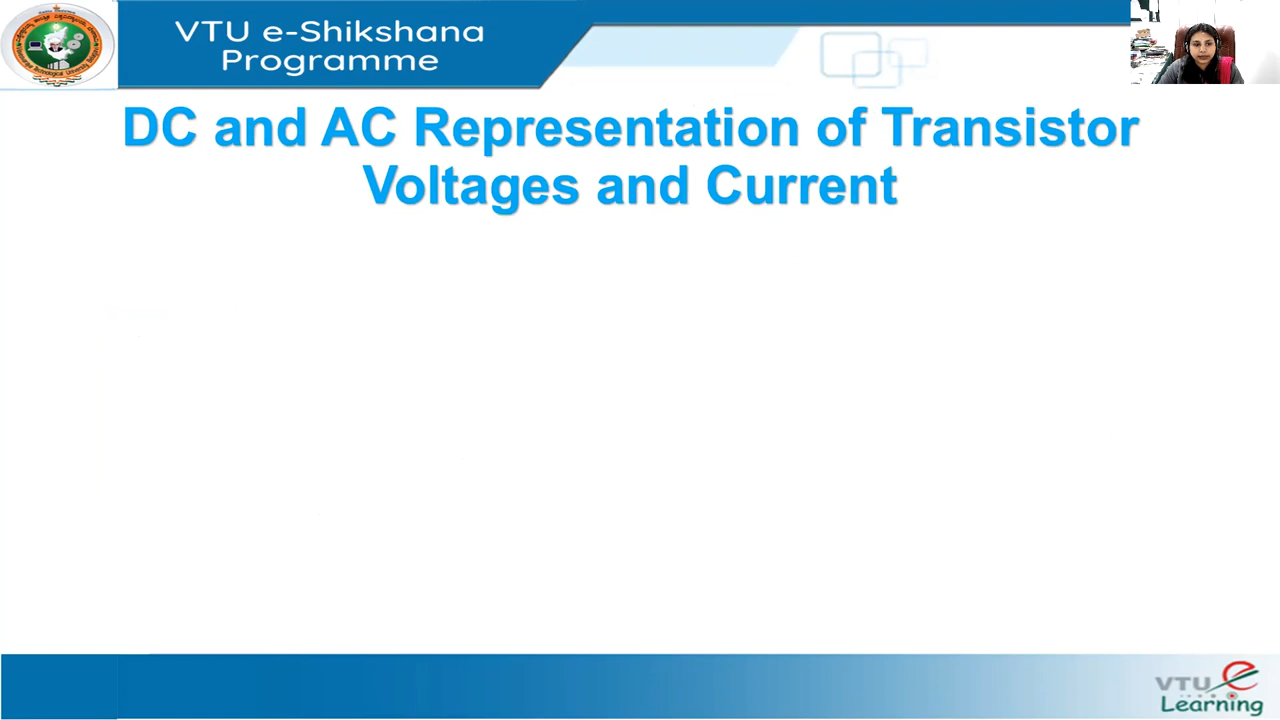 VTU e-Shikshana
Programme
DC and AC Representation of Transistor
Voltages and Current
VTU e
Learning